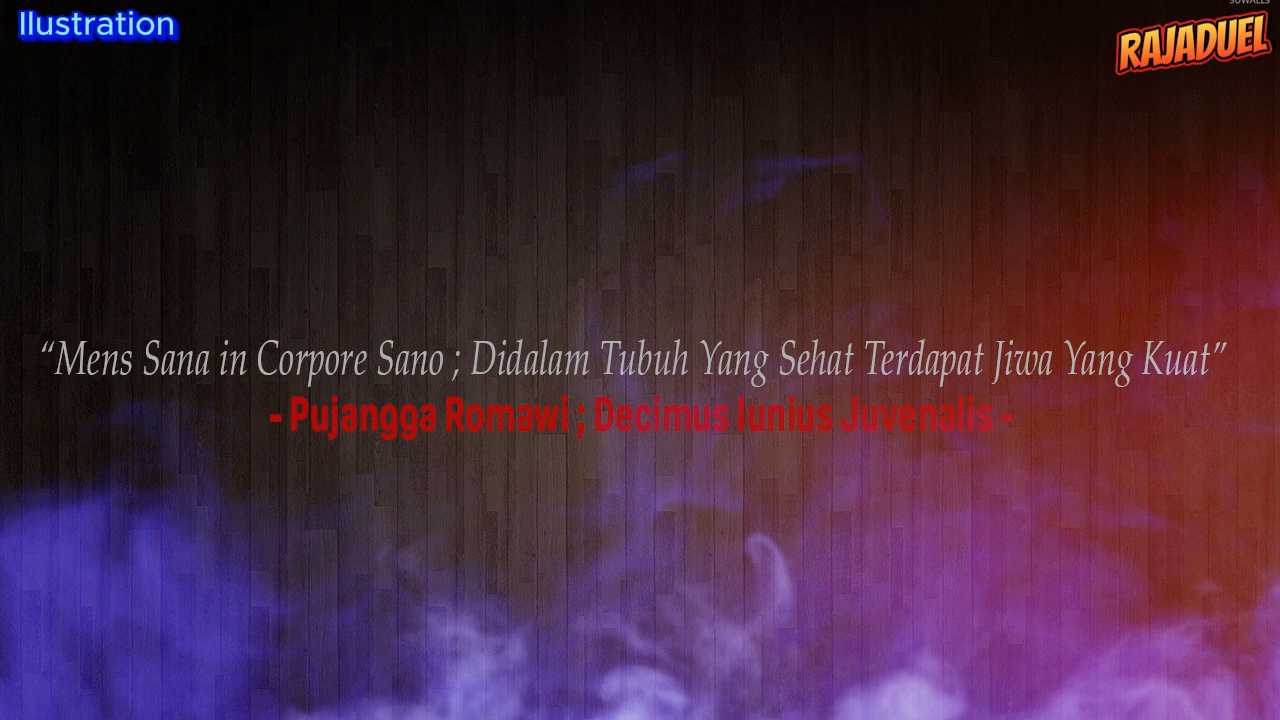 Ilustration
RAJADUEL
“Mens Sana in Corpore Sano ; Didalam Tubuh Yang Sehat Terdapat Jiwa Yang Kuat”
- Pujangga Romawi ; Decimus Iunius Juvenalis -